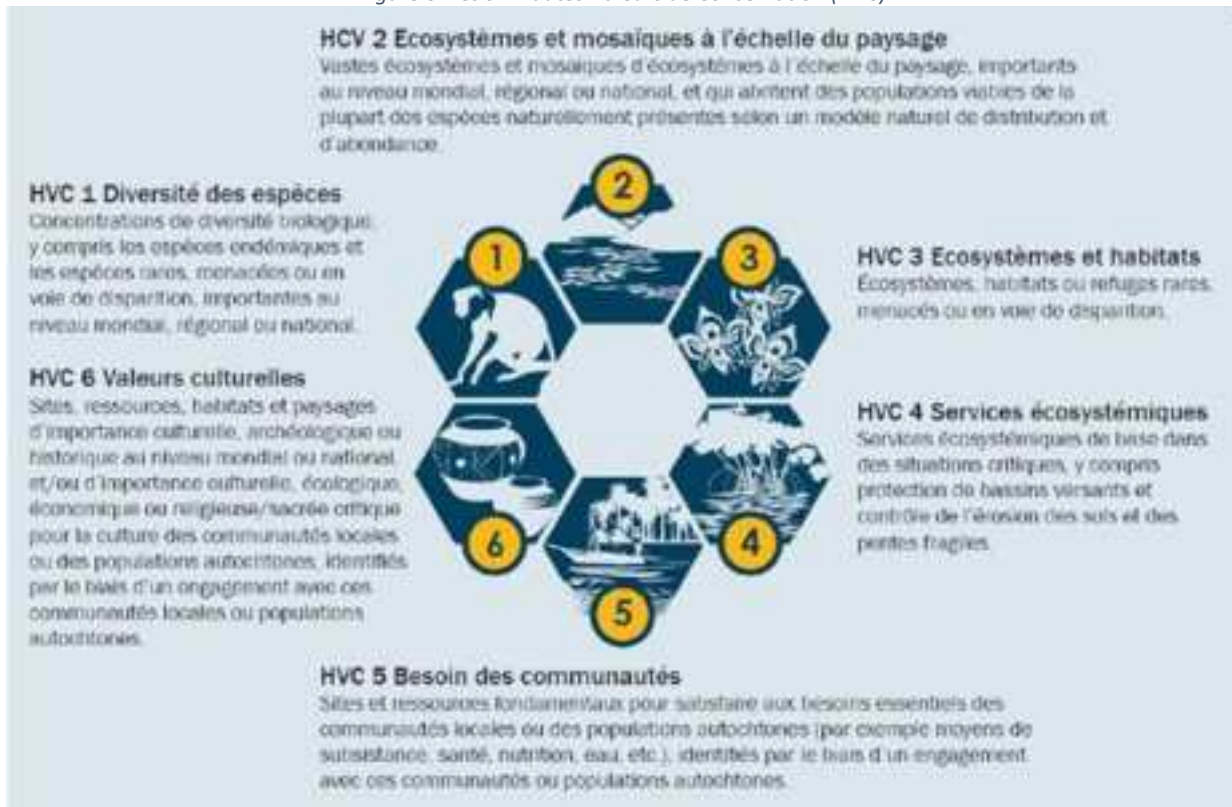 HCV 2 Ecosystèmes et mosaïques à l'échelle du paysage
Vastes écosystèmes et mosaïques d'écosystèmes à l'échelle du paysage, importants
au niveau mondial, régional ou national, et qui abritent des populations viables de la
plupart des espèces naturellement présentes selon un modèle naturel de distribution et
d'abondance.
HVC 1 Diversité des espèces
Concentrations de diversité biologique,
y compris les espèces endémiques et
les espèces rares, menacées ou en
voie de disparition, importantes au
niveau mondial, régional ou national.
2
1
3
HVC 3 Ecosystèmes et habitats
Écosystèmes, habitats ou refuges rares,
menacés ou en voie de disparition.
HVC 6 Valeurs culturelles
Sites, ressources, habitats et paysages
d'importance culturelle, archéologique ou
historique au niveau mondial ou national
et/ou d'importance culturelle, écologique,
économique ou religieuse/sacrée critique
pour la culture des communautés locales
ou des populations autochtones, identifiés
par le biais d'un engagement avec ces
communautés locales ou populations
autochtones.
HVC 4 Services écosystémiques
Services écosystémiques de base dans
des situations critiques, y compris
protection de bassins versants et
contrôle de l'érosion des sols et des
pentes fragiles.
6
4
5
HVC 5 Besoin des communautés
Sites et ressources fondamentaux pour satisfaire aux besoins essentiels des
communautés locales ou des populations autochtones (par exemple moyens de
subsistance, santé, nutrition, eau, etc.), identifiés par le biais d'un engagement
avec ces communautés ou populations autochtones.